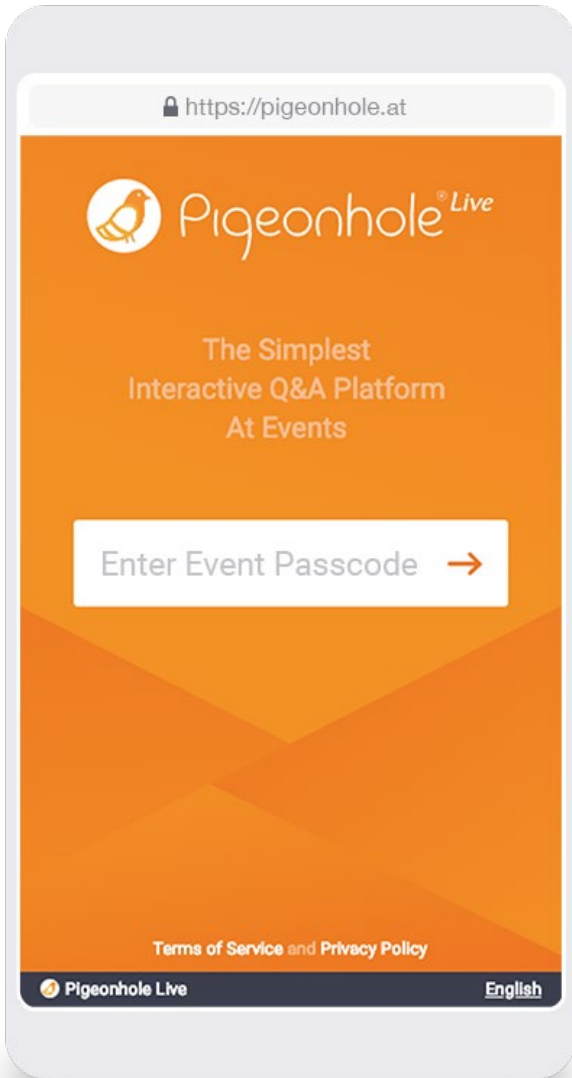 https://pigeonhole.at
Pigeonhole® Live
The Simplest
Interactive Q&A Platform
At Events
Enter Event Passcode
Terms of Service and Privacy Policy
Pigeonhole Live English